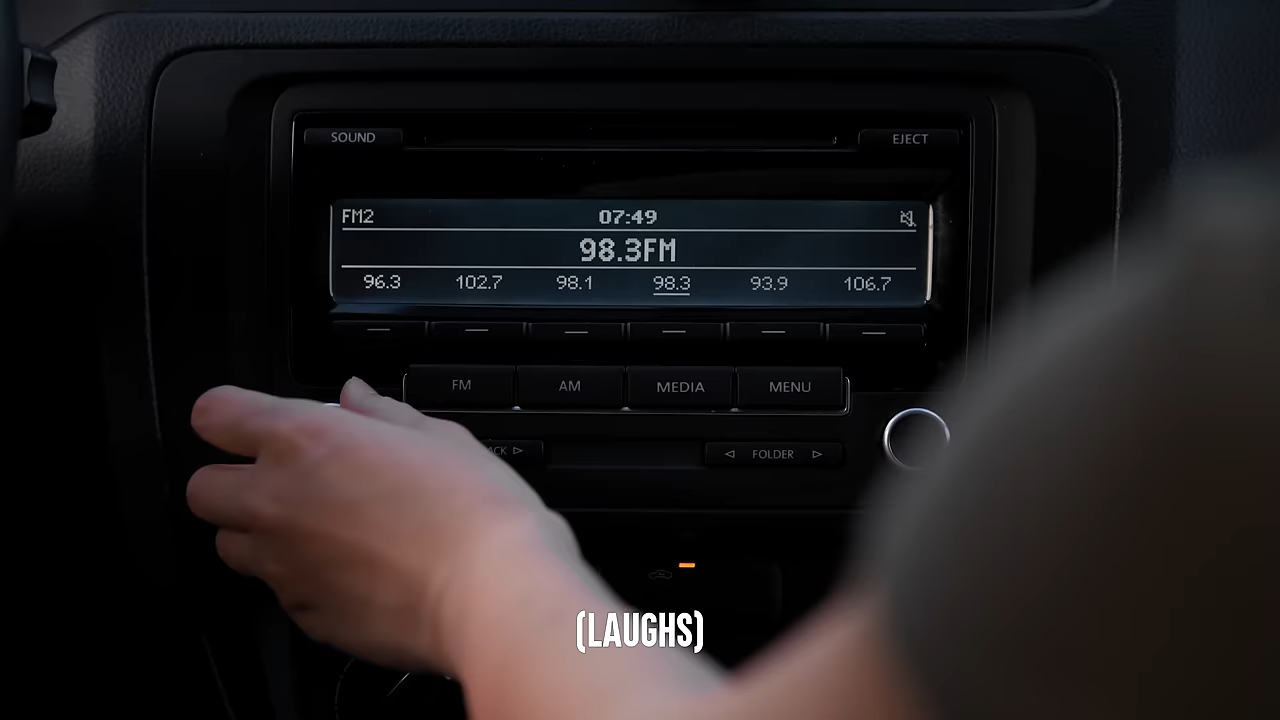 SOUND
EJECT
FM2 07:49
98.3FM
96.3 102.7 98.1 98.3 93.9 106.7
FM AM MEDIA MENU
FOLDER
(LAUGHS)